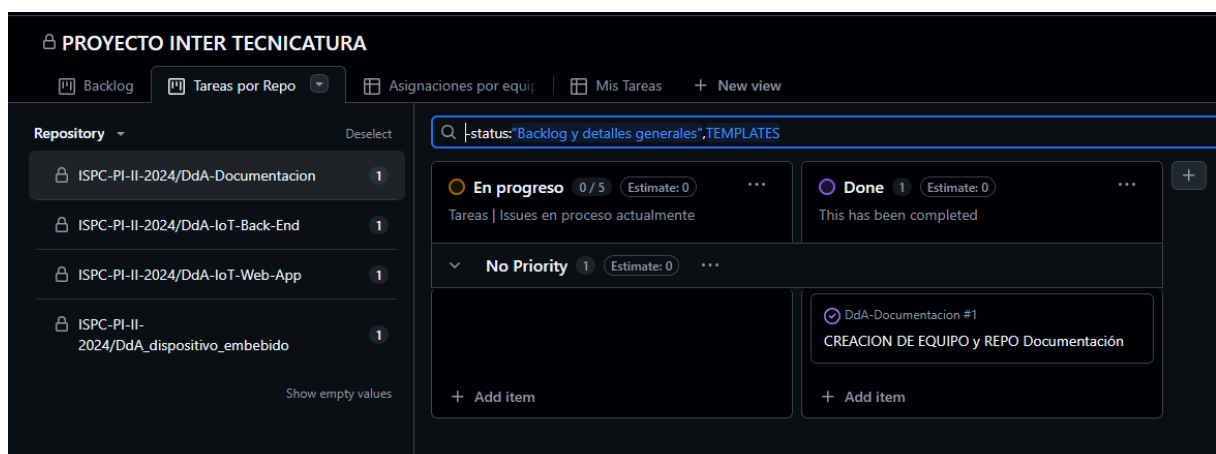 PROYECTO INTER TECNICATURA
Backlog
Tareas por Repo
Asignaciones por equip
Mis Tareas
+ New view
Repository
Deselect
ISPC-PI-II-2024/DdA-Documentacion 1
ISPC-PI-II-2024/DdA-IoT-Back-End 1
ISPC-PI-II-2024/DdA-IoT-Web-App 1
ISPC-PI-II-
2024/DdA_dispositivo_embebido 1
Show empty values
-status:"Backlog y detalles generales",TEMPLATES
En progreso 0 / 5 Estimate: 0 ...
Tareas | Issues en proceso actualmente
Done 1 Estimate: 0 ...
This has been completed
+
No Priority 1 Estimate: 0 ...
+ Add item
DdA-Documentacion #1
CREACION DE EQUIPO y REPO Documentación
+ Add item